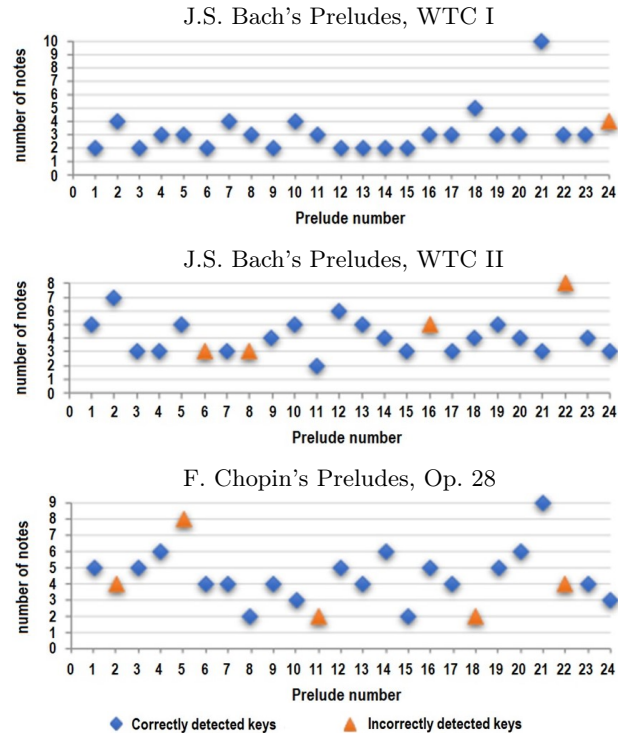 J.S. Bach's Preludes, WTC I
number of notes
10
9
8
7
6
5
4
3
2
1
0
0 1 2 3 4 5 6 7 8 9 10 11 12 13 14 15 16 17 18 19 20 21 22 23 24
Prelude number
J.S. Bach's Preludes, WTC II
number of notes
8
7
6
5
4
3
2
1
0
0 1 2 3 4 5 6 7 8 9 10 11 12 13 14 15 16 17 18 19 20 21 22 23 24
Prelude number
F. Chopin's Preludes, Op. 28
number of notes
9
8
7
6
5
4
3
2
1
0
0 1 2 3 4 5 6 7 8 9 10 11 12 13 14 15 16 17 18 19 20 21 22 23 24
Prelude number
Correctly detected keys Incorrectly detected keys